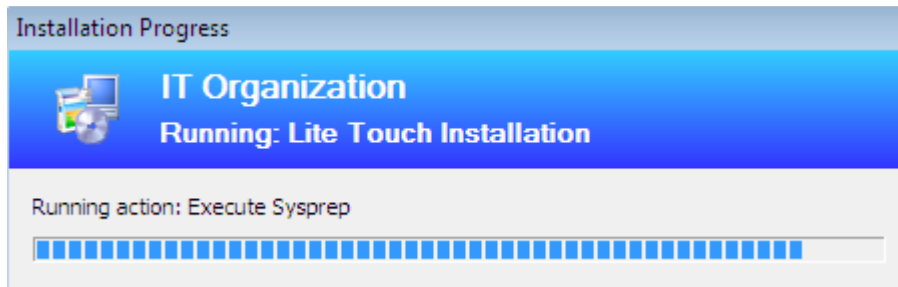 Installation Progress
IT Organization
Running: Lite Touch Installation
Running action: Execute Sysprep